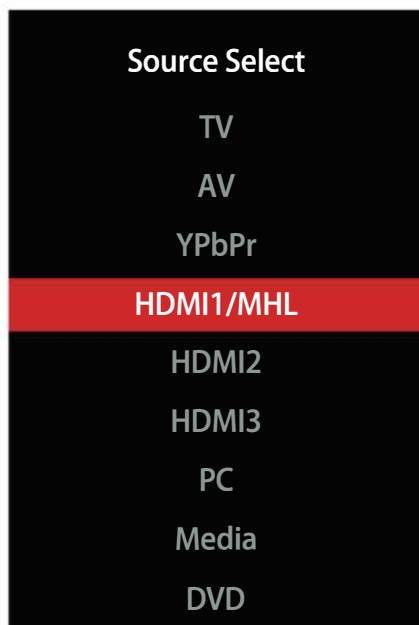 Source Select
TV
AV
YPbPr
HDMI1/MHL
HDMI2
HDMI3
PC
Media
DVD